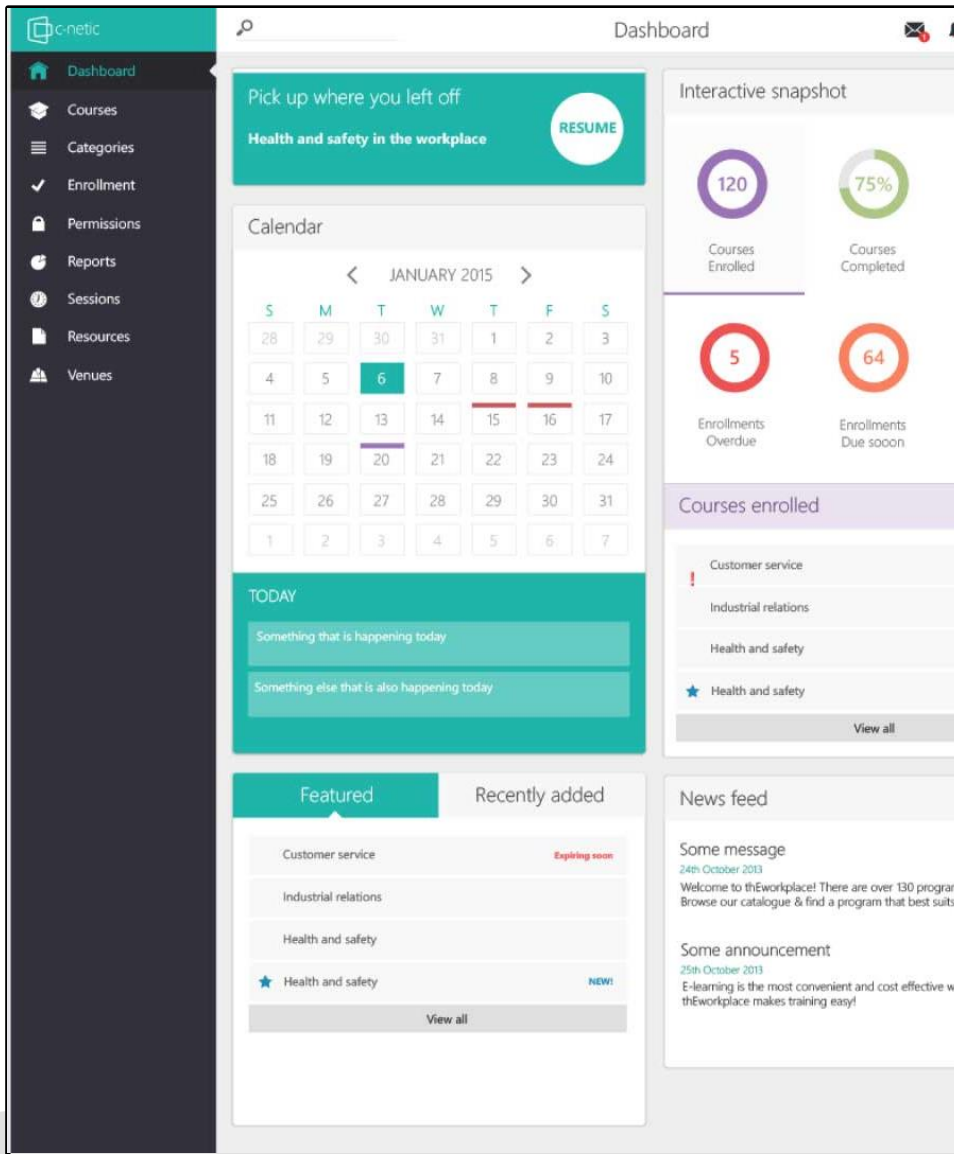 c-netic
Dashboard
Courses
Categories
Enrollment
Permissions
Reports
Sessions
Resources
Venues
Dashboard
1
Pick up where you left off
Health and safety in the workplace
RESUME
Calendar
JANUARY 2015
S M T W T F S
28 29 30 31 1 2 3
4 5 6 7 8 9 10
11 12 13 14 15 16 17
18 19 20 21 22 23 24
25 26 27 28 29 30 31
1 2 3 4 5 6 7
TODAY
Something that is happening today
Something else that is also happening today
Featured
Recently added
Customer service Expiring soon
Industrial relations
Health and safety
Health and safety NEW!
View all
Interactive snapshot
120
Courses
Enrolled
75%
Courses
Completed
5
Enrollments
Overdue
64
Enrollments
Due sooon
Courses enrolled
! Customer service
Industrial relations
Health and safety
Health and safety
View all
News feed
Some message
24th October 2013
Welcome to thEworkplace! There are over 130 program
Browse our catalogue & find a program that best suits
Some announcement
25th October 2013
E-learning is the most convenient and cost effective w
thEworkplace makes training easy!